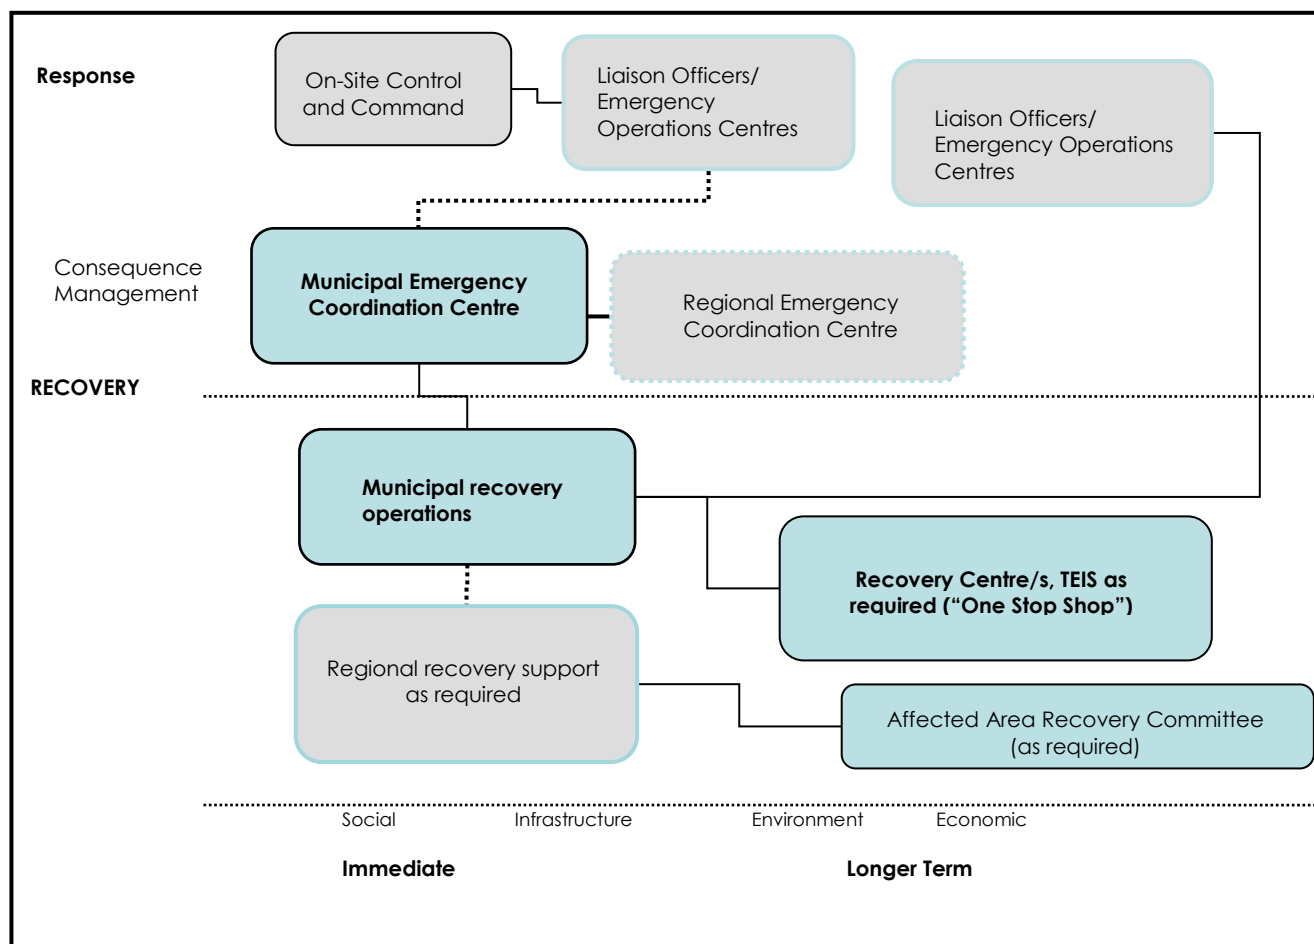 Response
On-Site Control
and Command
Liaison Officers/
Emergency
Operations Centres
Liaison Officers/
Emergency Operations
Centres
Consequence
Management
Municipal Emergency
Coordination Centre
Regional Emergency
Coordination Centre
RECOVERY
Municipal recovery
operations
Recovery Centre/s, TEIS as
required (“One Stop Shop”)
Regional recovery support
as required
Affected Area Recovery Committee
(as required)
Social
Infrastructure
Environment
Economic
Immediate
Longer Term